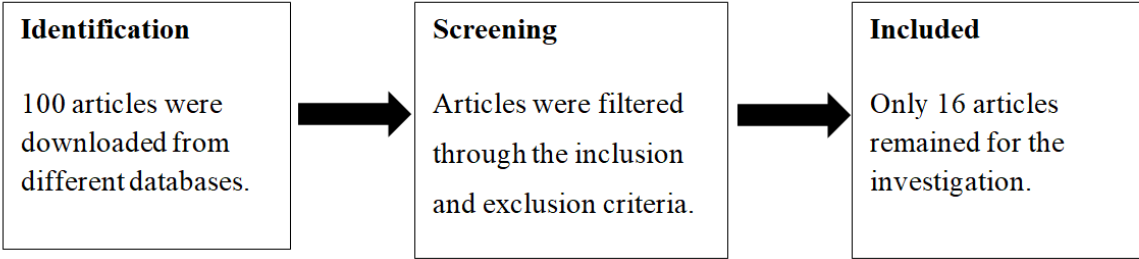 Identification
100 articles were
downloaded from
different databases.
Screening
Articles were filtered
through the inclusion
and exclusion criteria.
Included
Only 16 articles
remained for the
investigation.